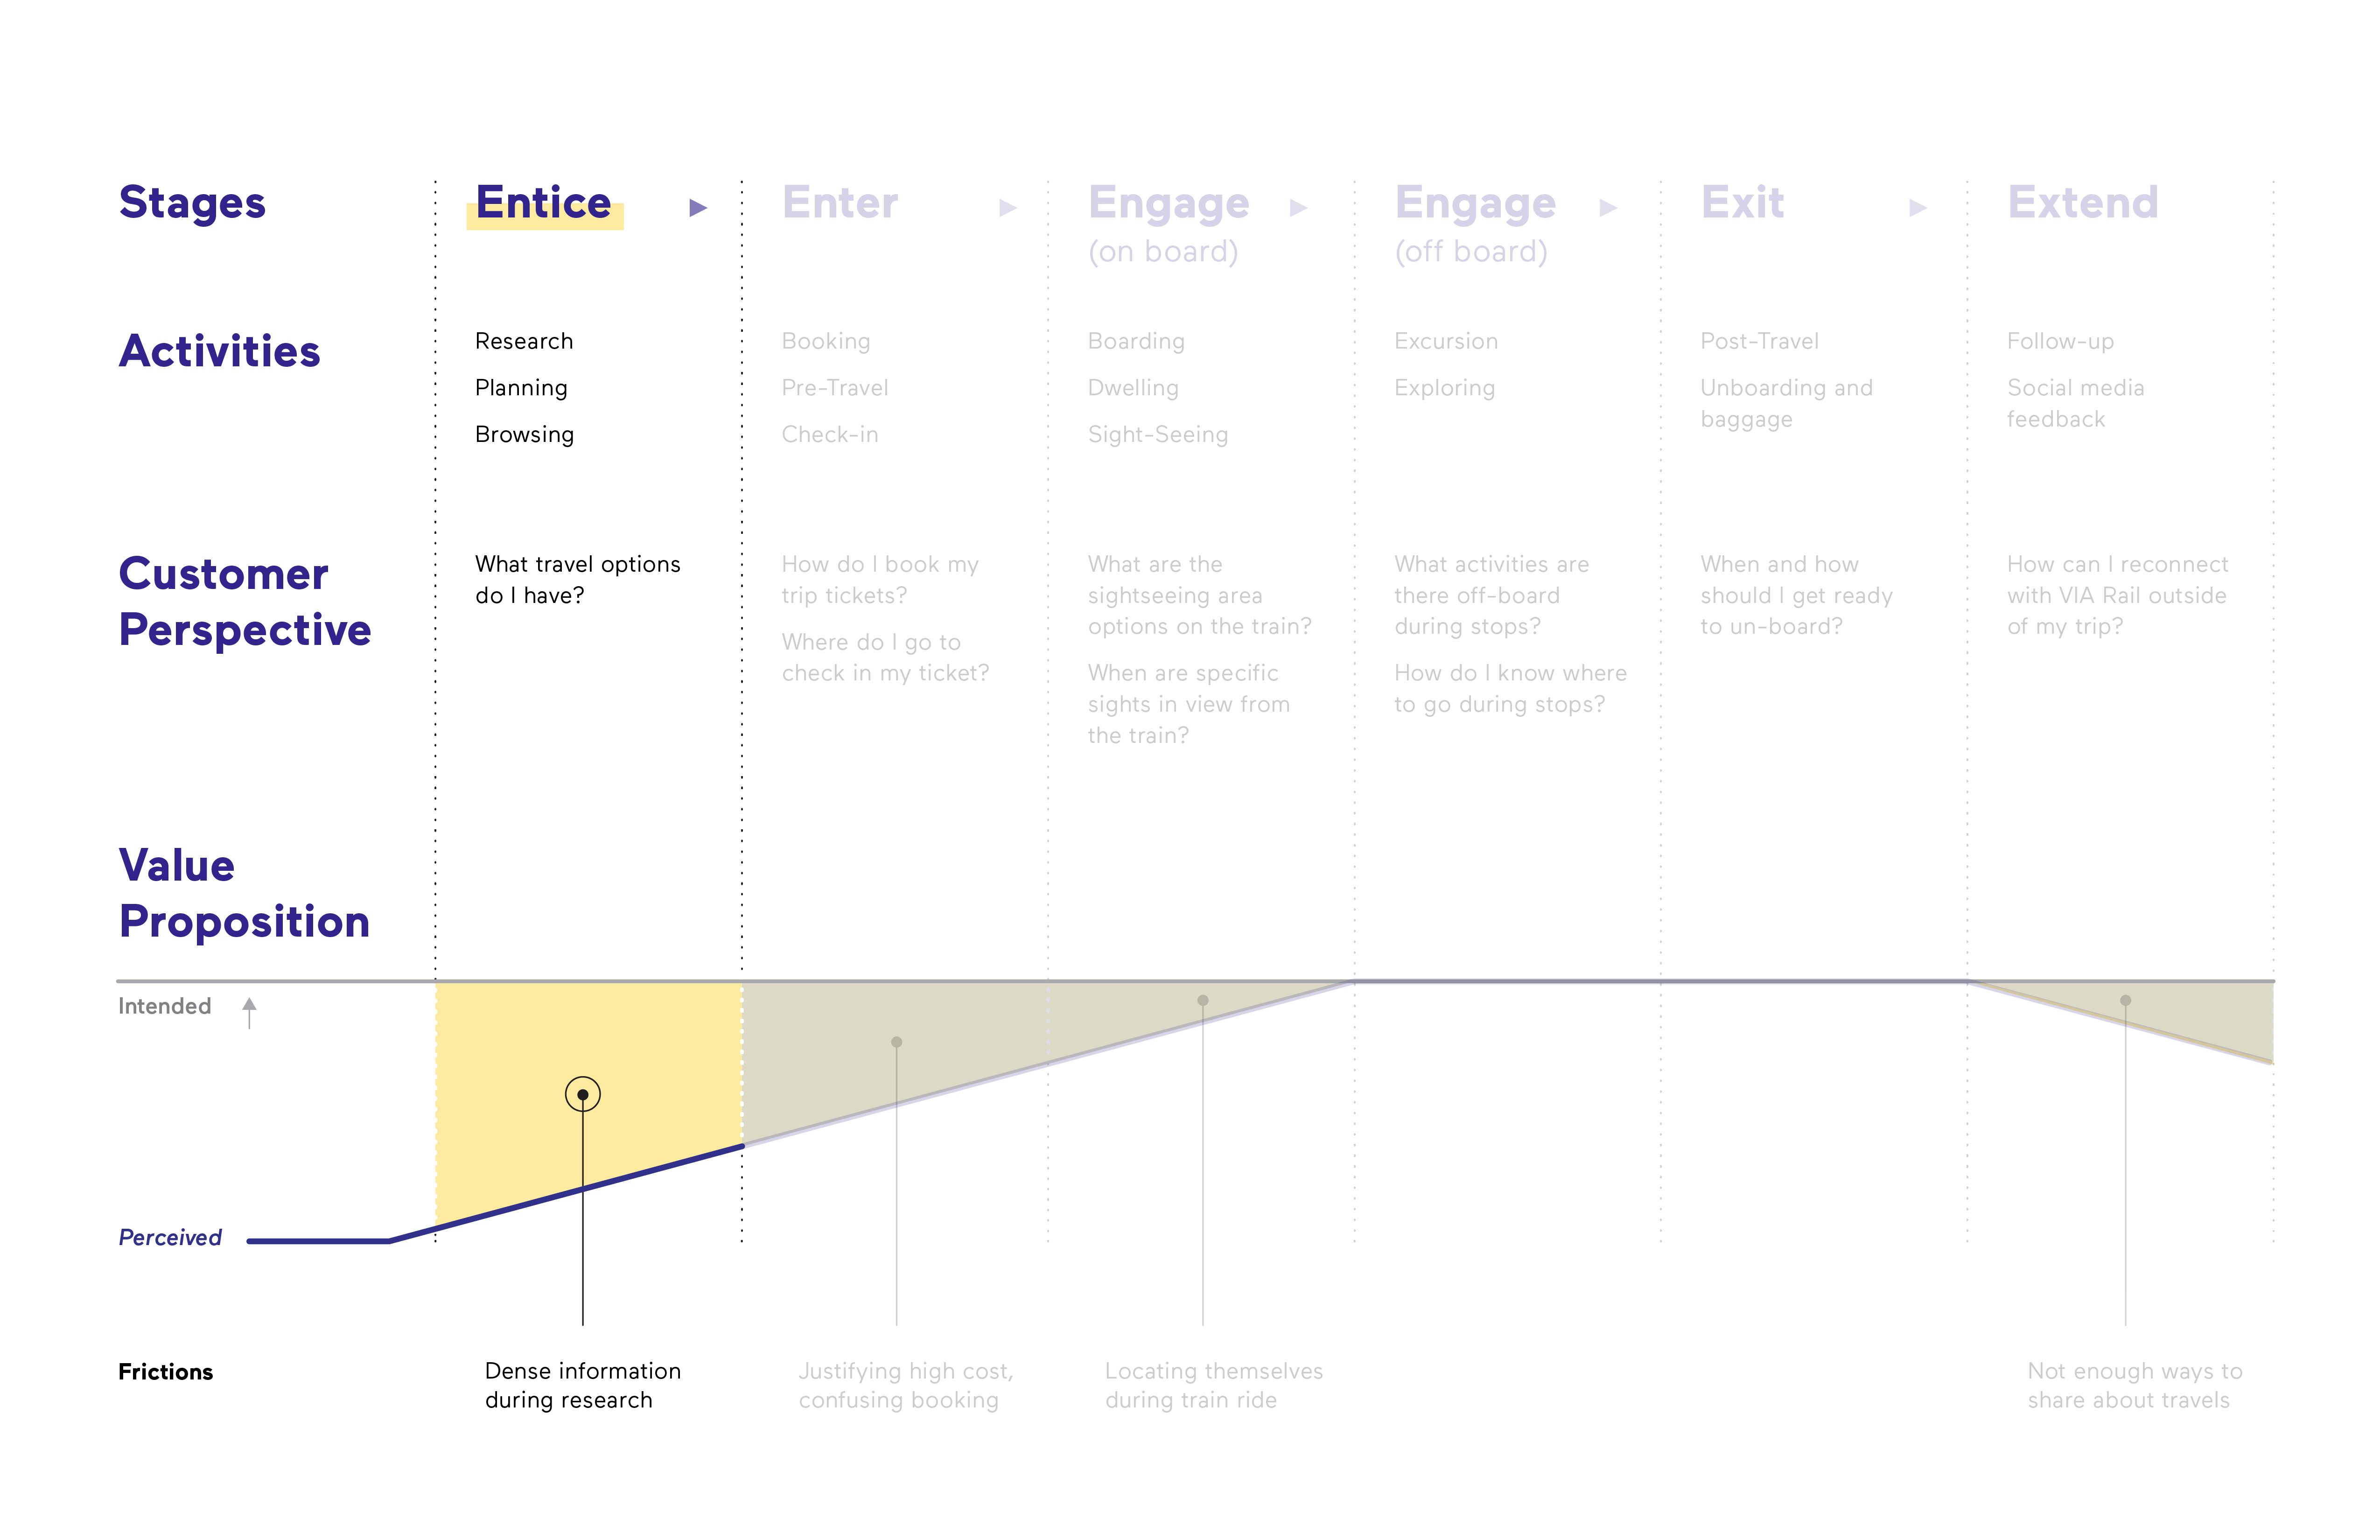 Stages
Entice
Enter
Engage
(on board)
Engage
(off board)
Exit
Extend
Activities
Research
Planning
Browsing
Booking
Pre-Travel
Check-in
Boarding
Dwelling
Sight-Seeing
Excursion
Exploring
Post-Travel
Unboarding and
baggage
Follow-up
Social media
feedback
Customer
Perspective
What travel options
do I have?
How do I book my
trip tickets?
Where do I go to
check in my ticket?
What are the
sightseeing area
options on the train?
When are specific
sights in view from
the train?
What activities are
there off-board
during stops?
How do I know where
to go during stops?
When and how
should I get ready
to un-board?
How can I reconnect
with VIA Rail outside
of my trip?
Value
Proposition
Intended
Perceived
Frictions
Dense information
during research
Justifying high cost,
confusing booking
Locating themselves
during train ride
Not enough ways to
share about travels